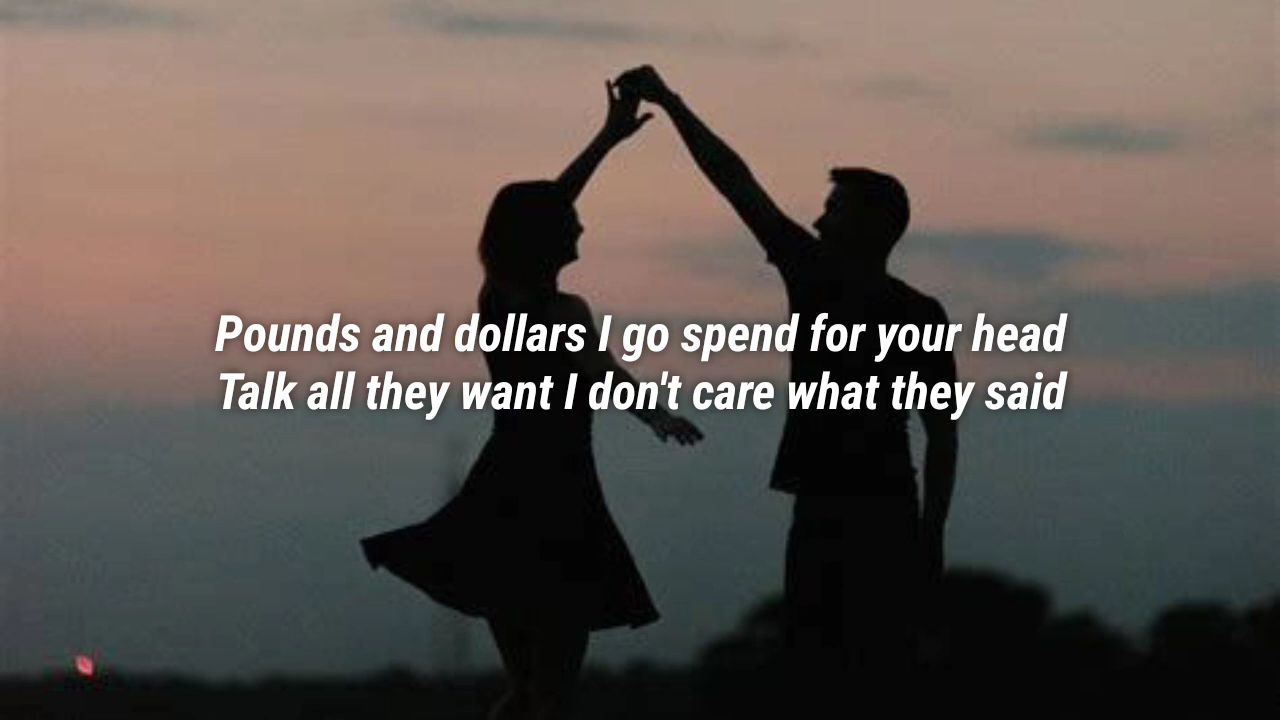 Pounds and dollars I go spend for your head
Talk all they want I don't care what they said